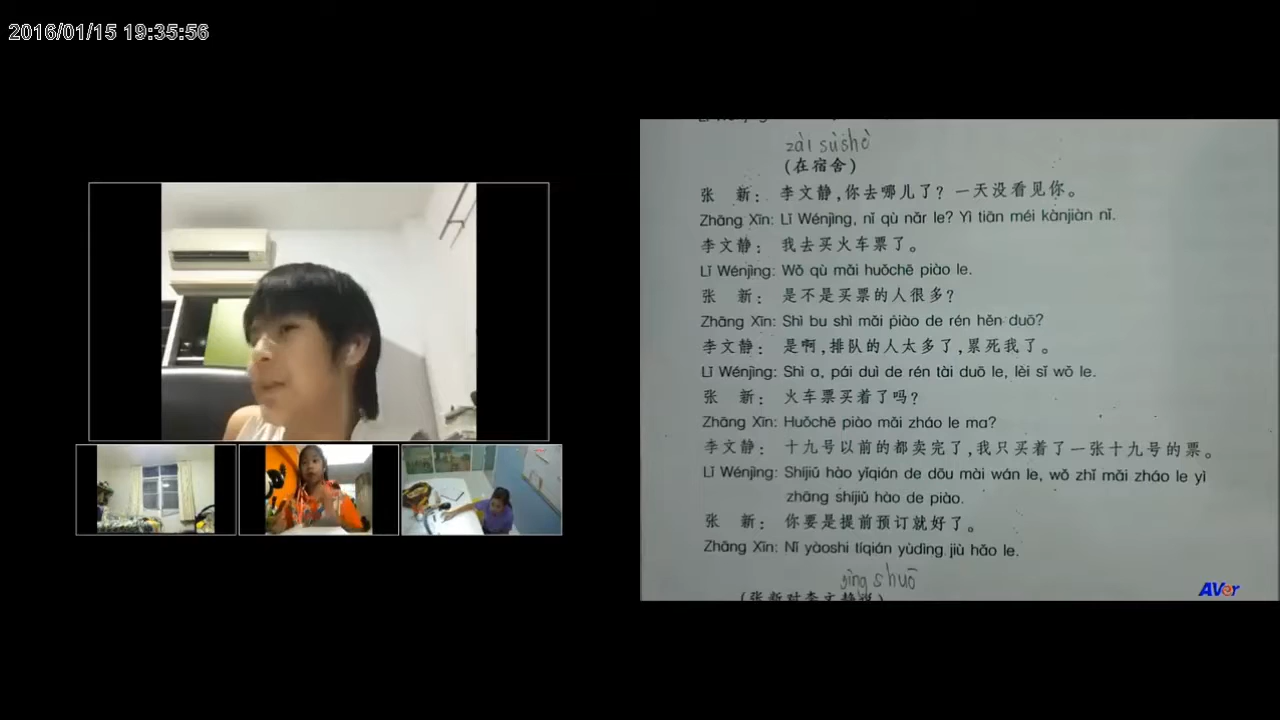 2016/01/15 19:35:56
zài sùshè
(在宿舍)
张 新: 李文静,你去哪儿了? 一天没看见你。
Zhāng Xīn: Lǐ Wénjìng, nǐ qù nǎr le? Yì tiān méi kànjiàn nǐ.
李文静: 我去买火车票了。
Lǐ Wénjìng: Wǒ qù mǎi huǒchē piào le.
张 新: 是不是买票的人很多?
Zhāng Xīn: Shì bu shì mǎi piào de rén hěn duō?
李文静: 是啊,排队的人太多了,累死我了。
Lǐ Wénjìng: Shì a, pái duì de rén tài duō le, lèi sǐ wǒ le.
张 新: 火车票买着了吗?
Zhāng Xīn: Huǒchē piào mǎi zháo le ma?
李文静: 十九号以前的都卖完了,我只买着了一张十九号的票。
Lǐ Wénjìng: Shíjiǔ hào yǐqián de dōu mài wán le, wǒ zhǐ mǎi zháo le yì
zhāng shíjiǔ hào de piào.
张 新: 你要是提前预订就好了。
Zhāng Xīn: Nǐ yàoshi tíqián yùdìng jiù hǎo le.
jìng shuō
(张新对李文静说)
AVer